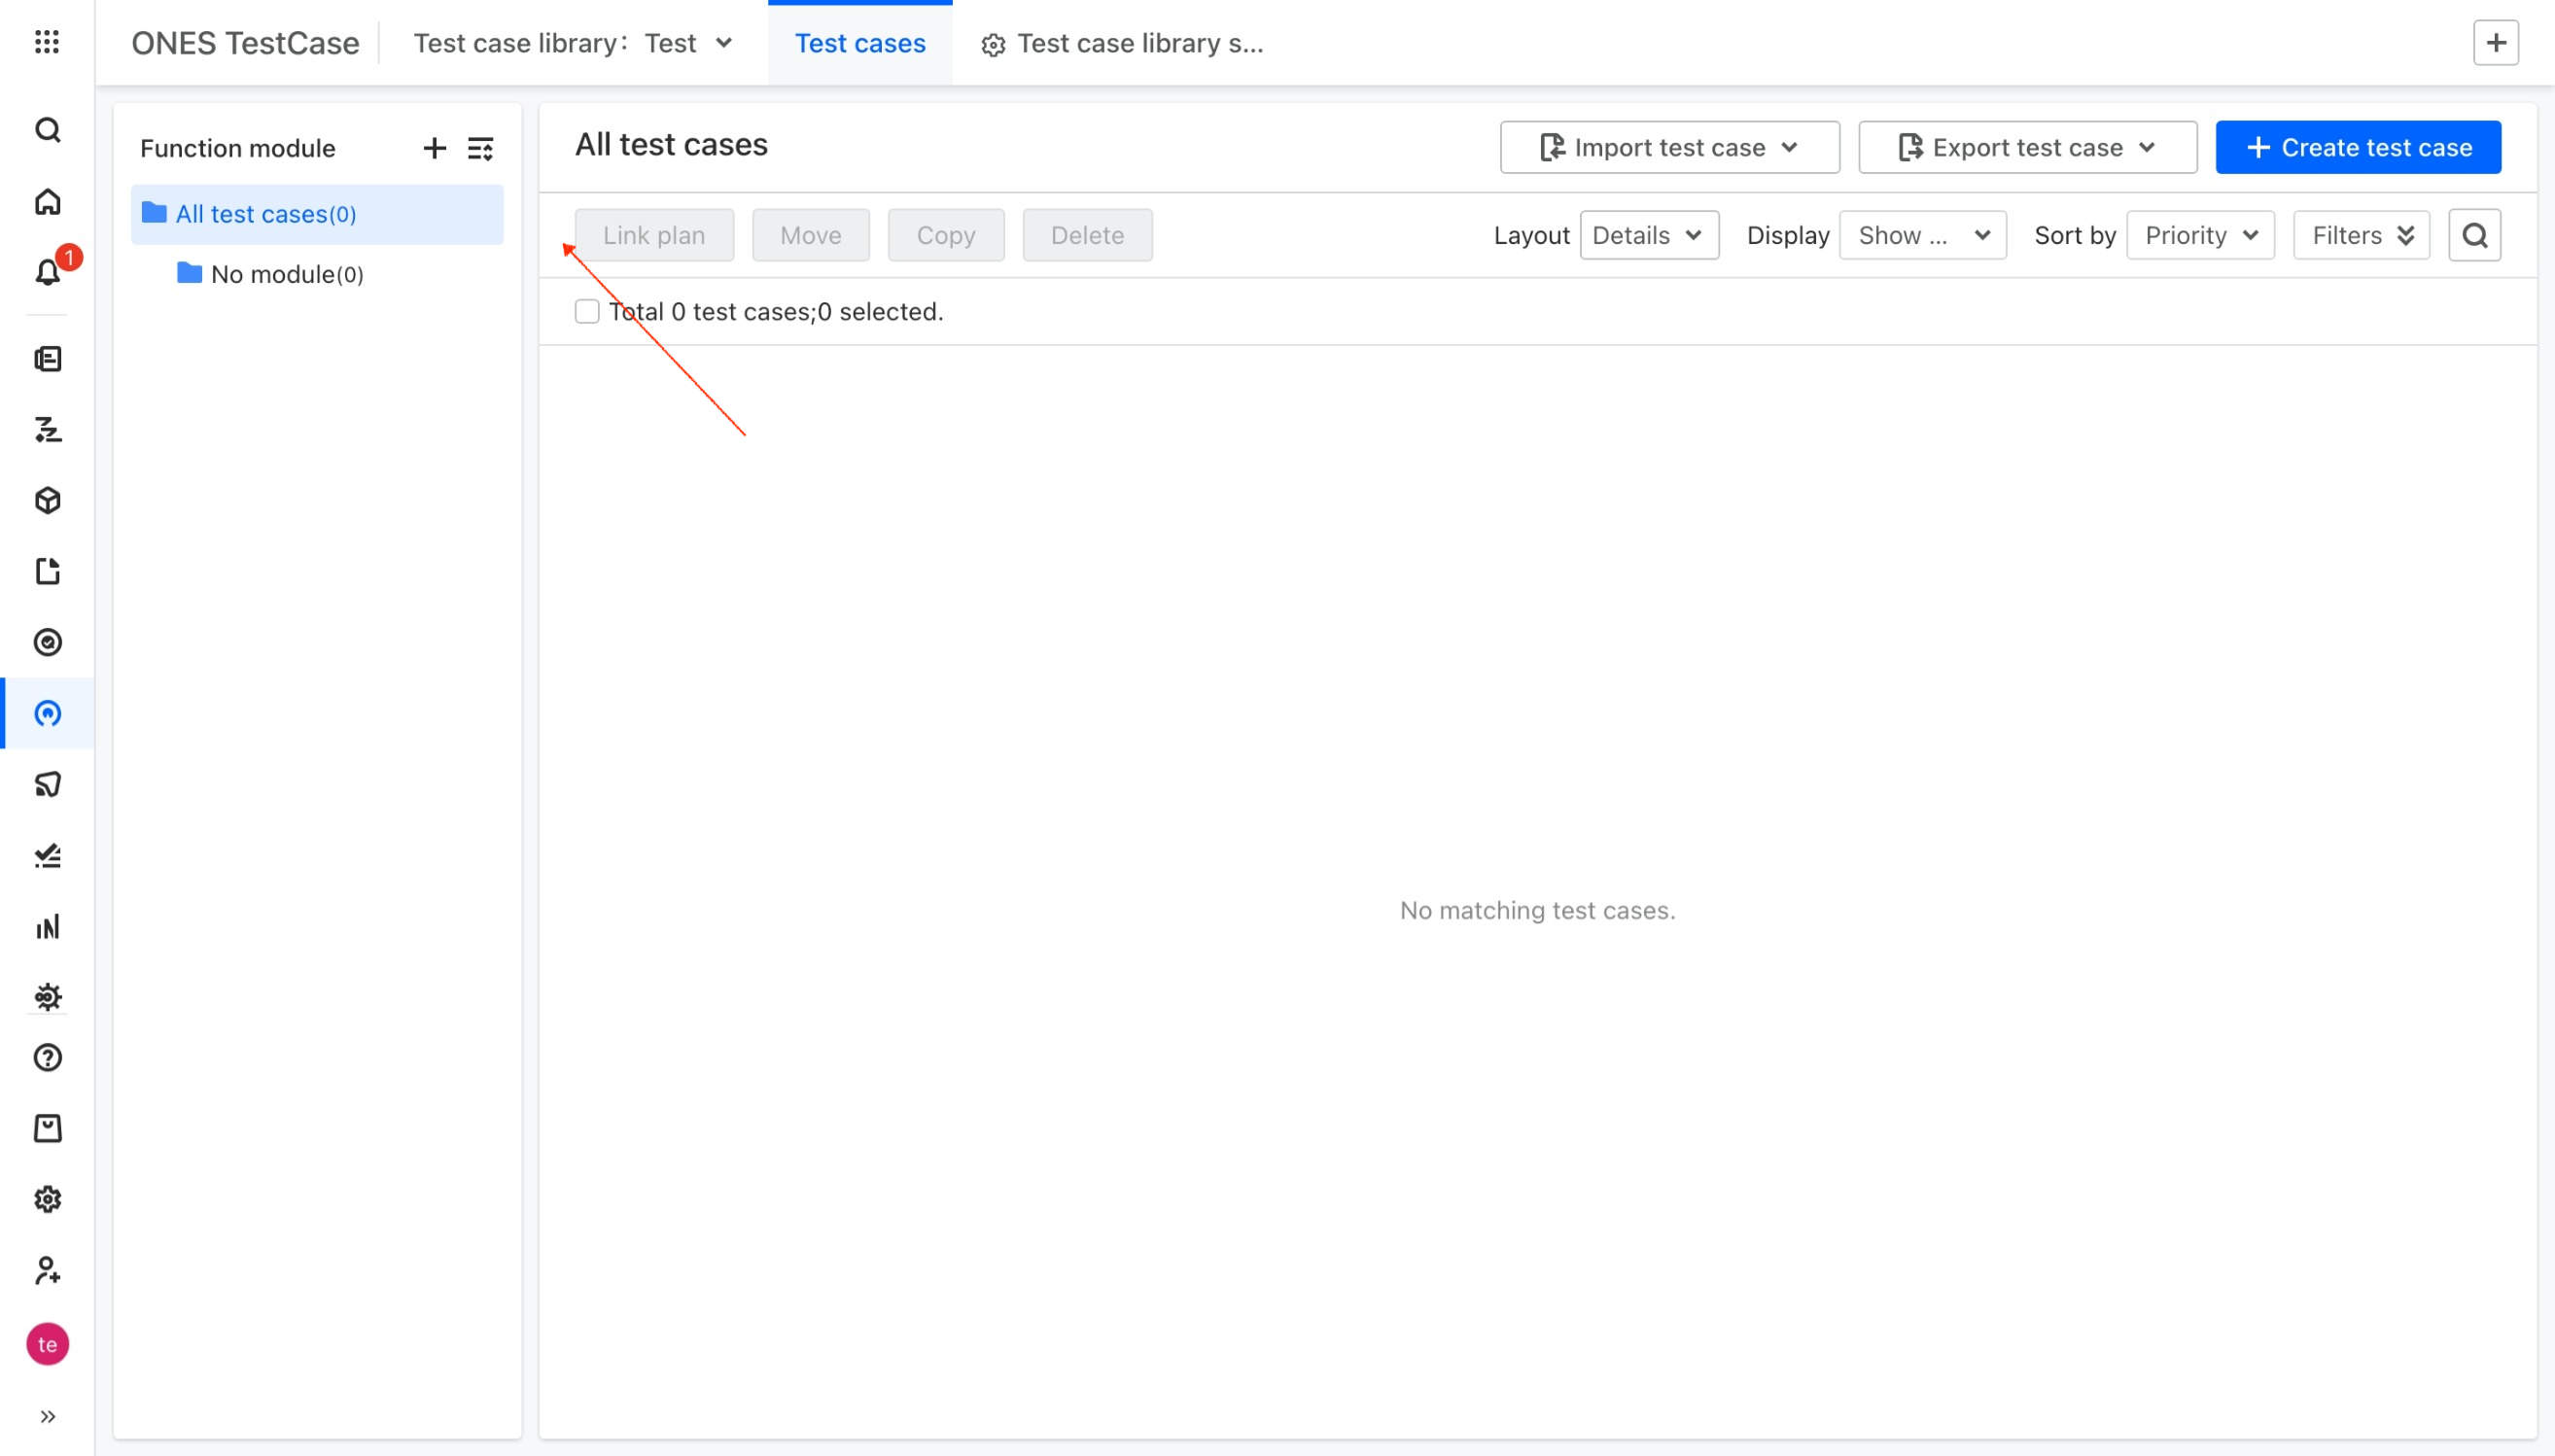 ONES TestCase
Test case library： Test
Test cases
Test case library s...
Function module
All test cases(0)
No module(0)
All test cases
Import test case
Export test case
Create test case
Link plan
Move
Copy
Delete
Layout
Details
Display
Show ...
Sort by
Priority
Filters
Total 0 test cases;0 selected.
No matching test cases.
1
te